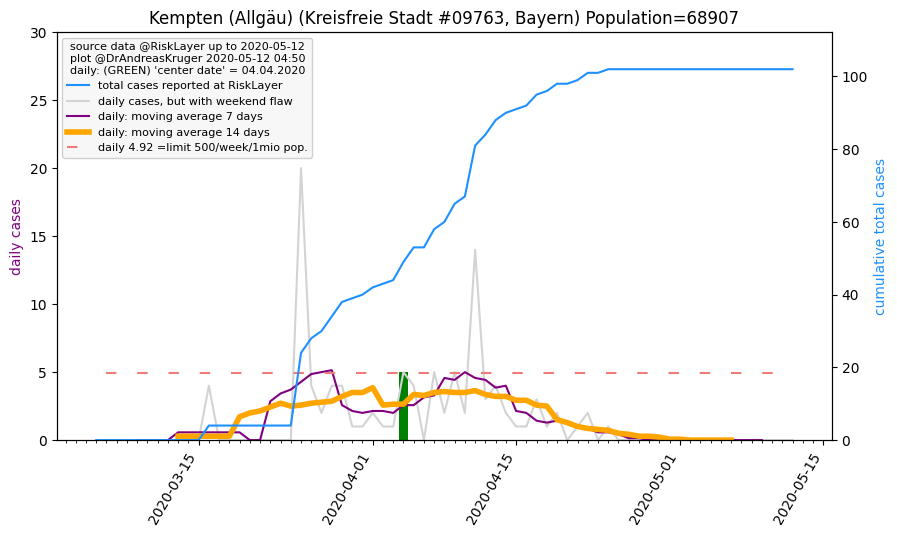 Kempten (Allgäu) (Kreisfreie Stadt #09763, Bayern) Population=68907
source data @RiskLayer up to 2020-05-12
plot @DrAndreasKruger 2020-05-12 04:50
daily: (GREEN) 'center date' = 04.04.2020
total cases reported at RiskLayer
daily cases, but with weekend flaw
daily: moving average 7 days
daily: moving average 14 days
daily 4.92 =limit 500/week/1mio pop.
daily cases
30
25
20
15
10
5
0
100
80
60
40
20
0
cumulative total cases
2020-03-15
2020-04-01
2020-04-15
2020-05-01
2020-05-15